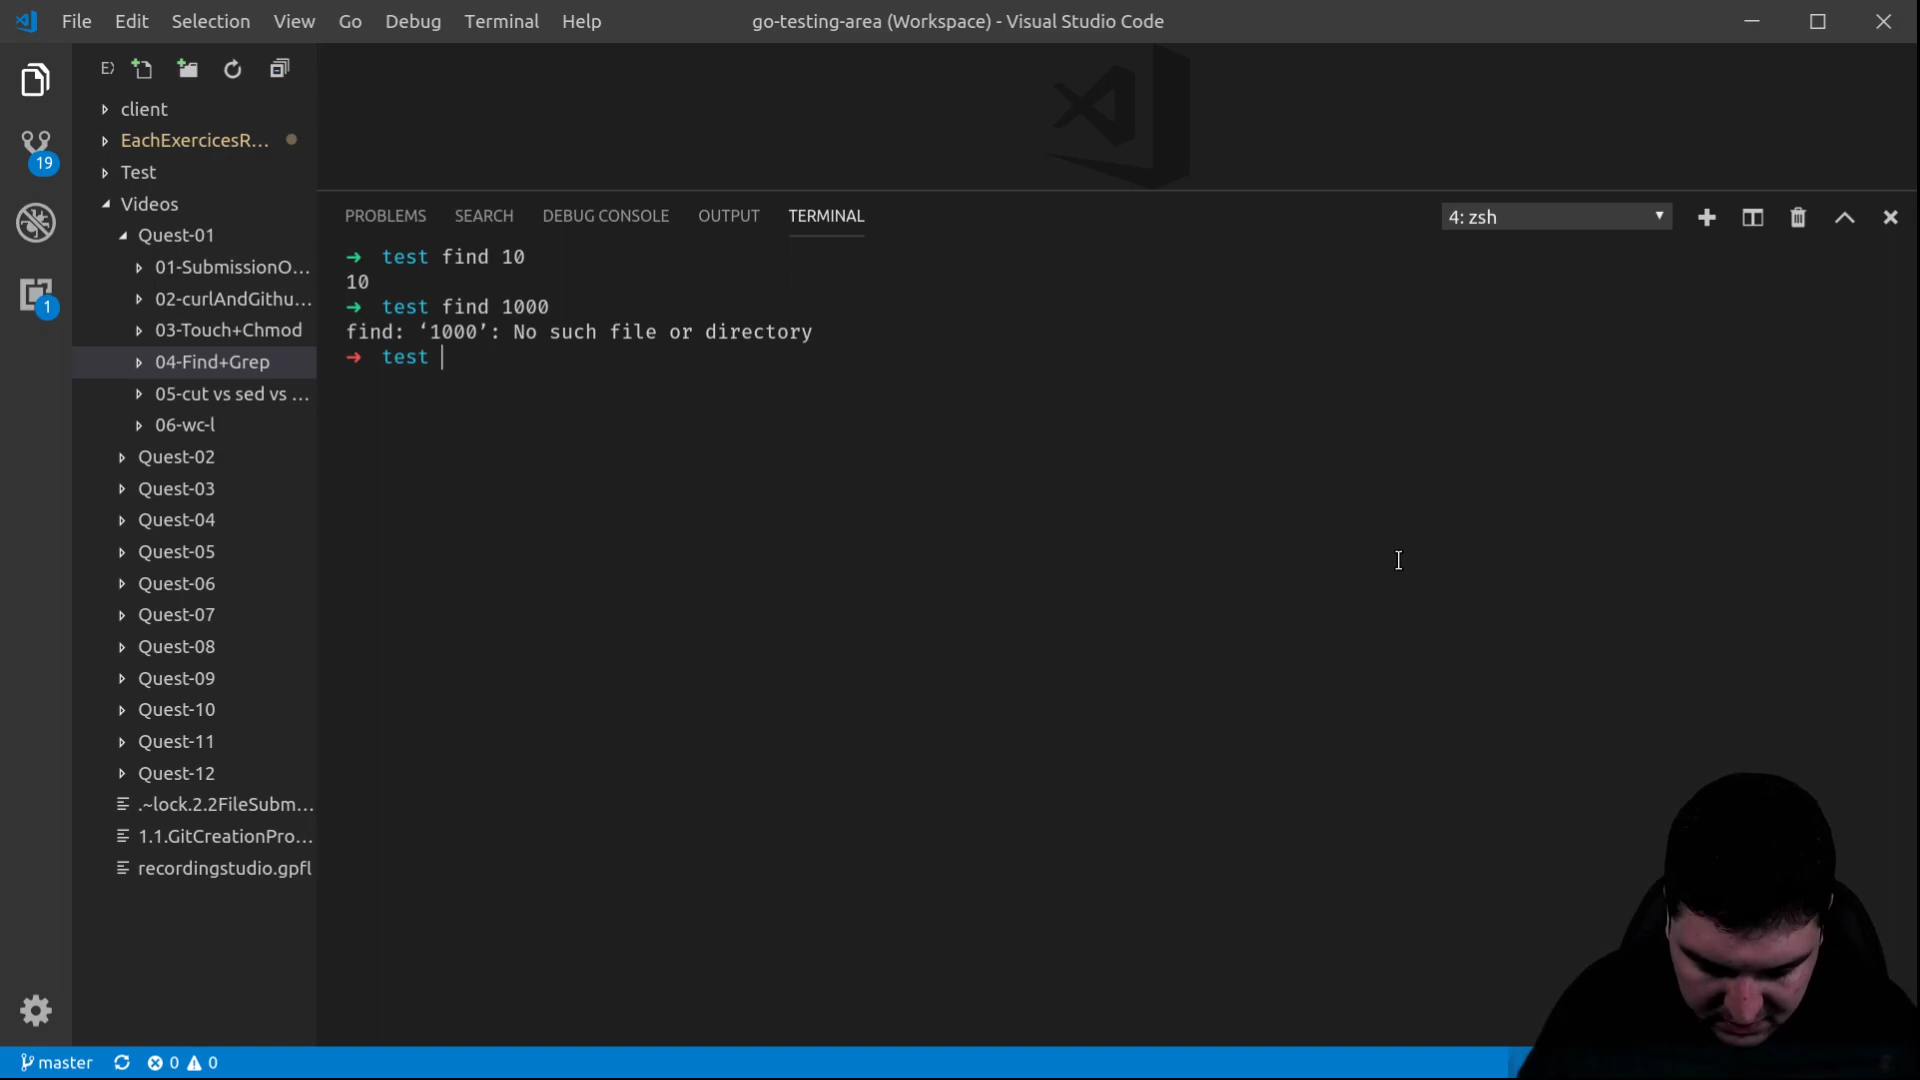 File Edit Selection View Go Debug Terminal Help go-testing-area (Workspace) - Visual Studio Code
client
EachExercicesR...
Test
Videos
Quest-01
01-SubmissionO...
02-curlAndGithu...
03-Touch+Chmod
04-Find+Grep
05-cut vs sed vs ...
06-wc-l
Quest-02
Quest-03
Quest-04
Quest-05
Quest-06
Quest-07
Quest-08
Quest-09
Quest-10
Quest-11
Quest-12
.~lock.2.2FileSubm...
1.1.GitCreationPro...
recordingstudio.gpfl
19
1
PROBLEMS SEARCH DEBUG CONSOLE OUTPUT TERMINAL 4: zsh
➜ test find 10
10
➜ test find 1000
find: ‘1000’: No such file or directory
➜ test
master 0 0